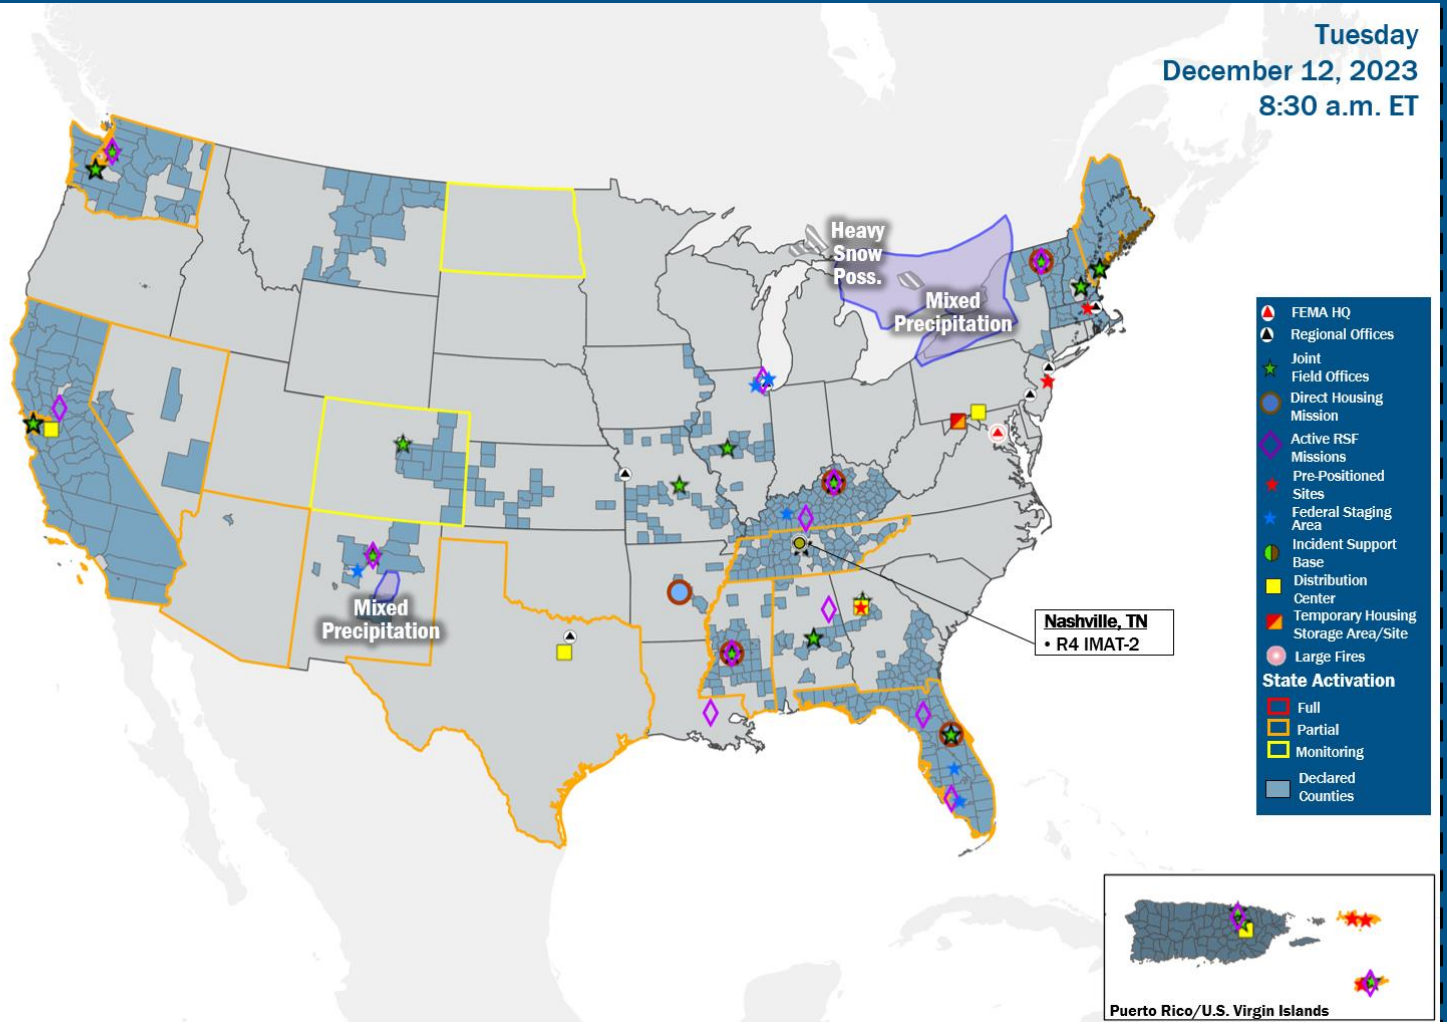 Tuesday
December 12, 2023
8:30 a.m. ET
Heavy
Snow
Poss.
Mixed
Precipitation
Mixed
Precipitation
Nashville, TN
• R4 IMAT-2
FEMA HQ
Regional Offices
Joint
Field Offices
Direct Housing
Mission
Active RSF
Missions
Pre-Positioned
Sites
Federal Staging
Area
Incident Support
Base
Distribution
Center
Temporary Housing
Storage Area/Site
Large Fires
State Activation
Full
Partial
Monitoring
Declared
Counties
Puerto Rico/U.S. Virgin Islands